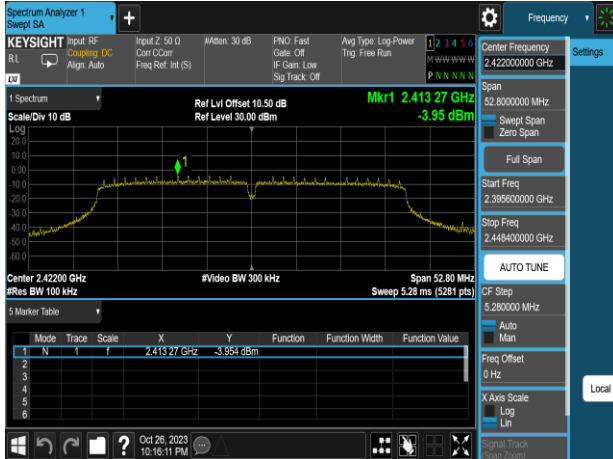 Spectrum Analyzer 1
Swept SA
+
Frequency
KEYSIGHT
RL
LXI
Input: RF
Coupling: DC
Align: Auto
Input Z: 50 Ω
Corr CCorr
Freq Ref: Int (S)
#Atten: 30 dB
PNO: Fast
Gate: Off
IF Gain: Low
Sig Track: Off
Avg Type: Log-Power
Trig: Free Run
1 2 3 4 5 6
M W W W W W
P N N N N N
Settings
Center Frequency
2.422000000 GHz
Span
52.8000000 MHz
Swept Span
Zero Span
Full Span
Start Freq
2.395600000 GHz
Stop Freq
2.448400000 GHz
AUTO TUNE
CF Step
5.280000 MHz
Auto
Man
Freq Offset
0 Hz
X Axis Scale
Log
Lin
Signal Track
(Span Zoom)
Local
1 Spectrum
Scale/Div 10 dB
Ref Lvl Offset 10.50 dB
Ref Level 30.00 dBm
Mkr1 2.413 27 GHz
-3.95 dBm
Log
20.0
10.0
0.00
-10.0
-20.0
-30.0
-40.0
-50.0
-60.0
1
Center 2.42200 GHz
#Res BW 100 kHz
#Video BW 300 kHz
Span 52.80 MHz
Sweep 5.28 ms (5281 pts)
5 Marker Table
Mode Trace Scale X Y Function Function Width Function Value
1 N 1 f 2.413 27 GHz -3.954 dBm
2
3
4
5
6
?
Oct 26, 2023
10:16:11 PM